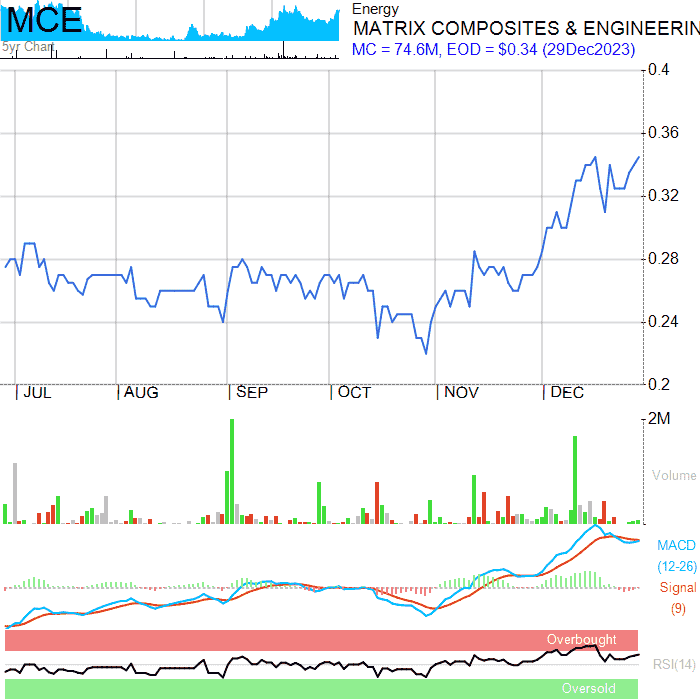 MCE
5yr Chart
Energy
MATRIX COMPOSITES & ENGINEERIN
MC = 74.6M, EOD = $0.34 (29Dec2023)
0.4
0.36
0.32
0.28
0.24
0.2
JUL AUG SEP OCT NOV DEC
2M
Volume
MACD
(12-26)
Signal
(9)
Overbought
RSI(14)
Oversold